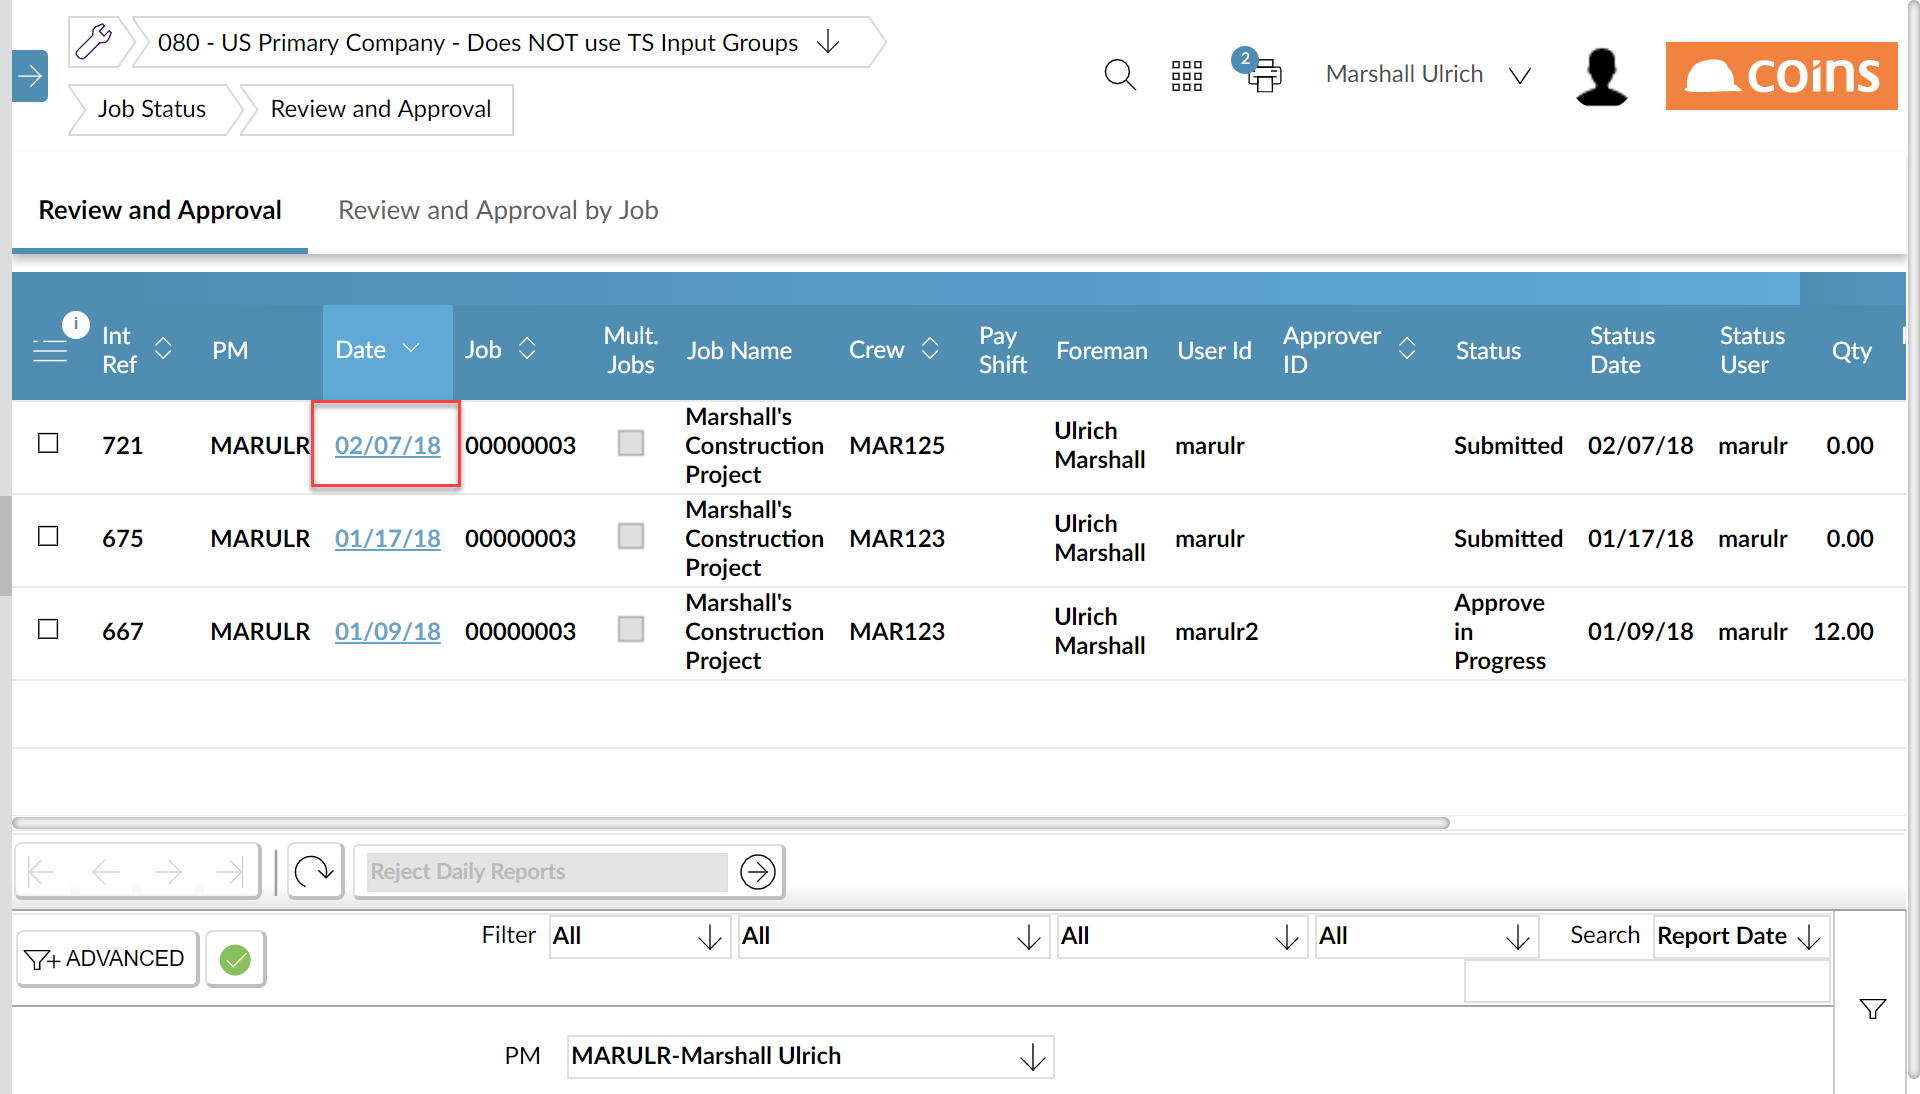 080 - US Primary Company - Does NOT use TS Input Groups
2
Marshall Ulrich
coins
Job Status
Review and Approval
Review and Approval
Review and Approval by Job
i
Int Ref
PM
Date
Job
Mult. Jobs
Job Name
Crew
Pay Shift
Foreman
User Id
Approver ID
Status
Status Date
Status User
Qty
721 MARULR 02/07/18 00000003 Marshall's Construction Project MAR125 Ulrich Marshall marulr Submitted 02/07/18 marulr 0.00
675 MARULR 01/17/18 00000003 Marshall's Construction Project MAR123 Ulrich Marshall marulr Submitted 01/17/18 marulr 0.00
667 MARULR 01/09/18 00000003 Marshall's Construction Project MAR123 Ulrich Marshall marulr2 Approve in Progress 01/09/18 marulr 12.00
Reject Daily Reports
ADVANCED
Filter All All All All Search Report Date
PM MARULR-Marshall Ulrich